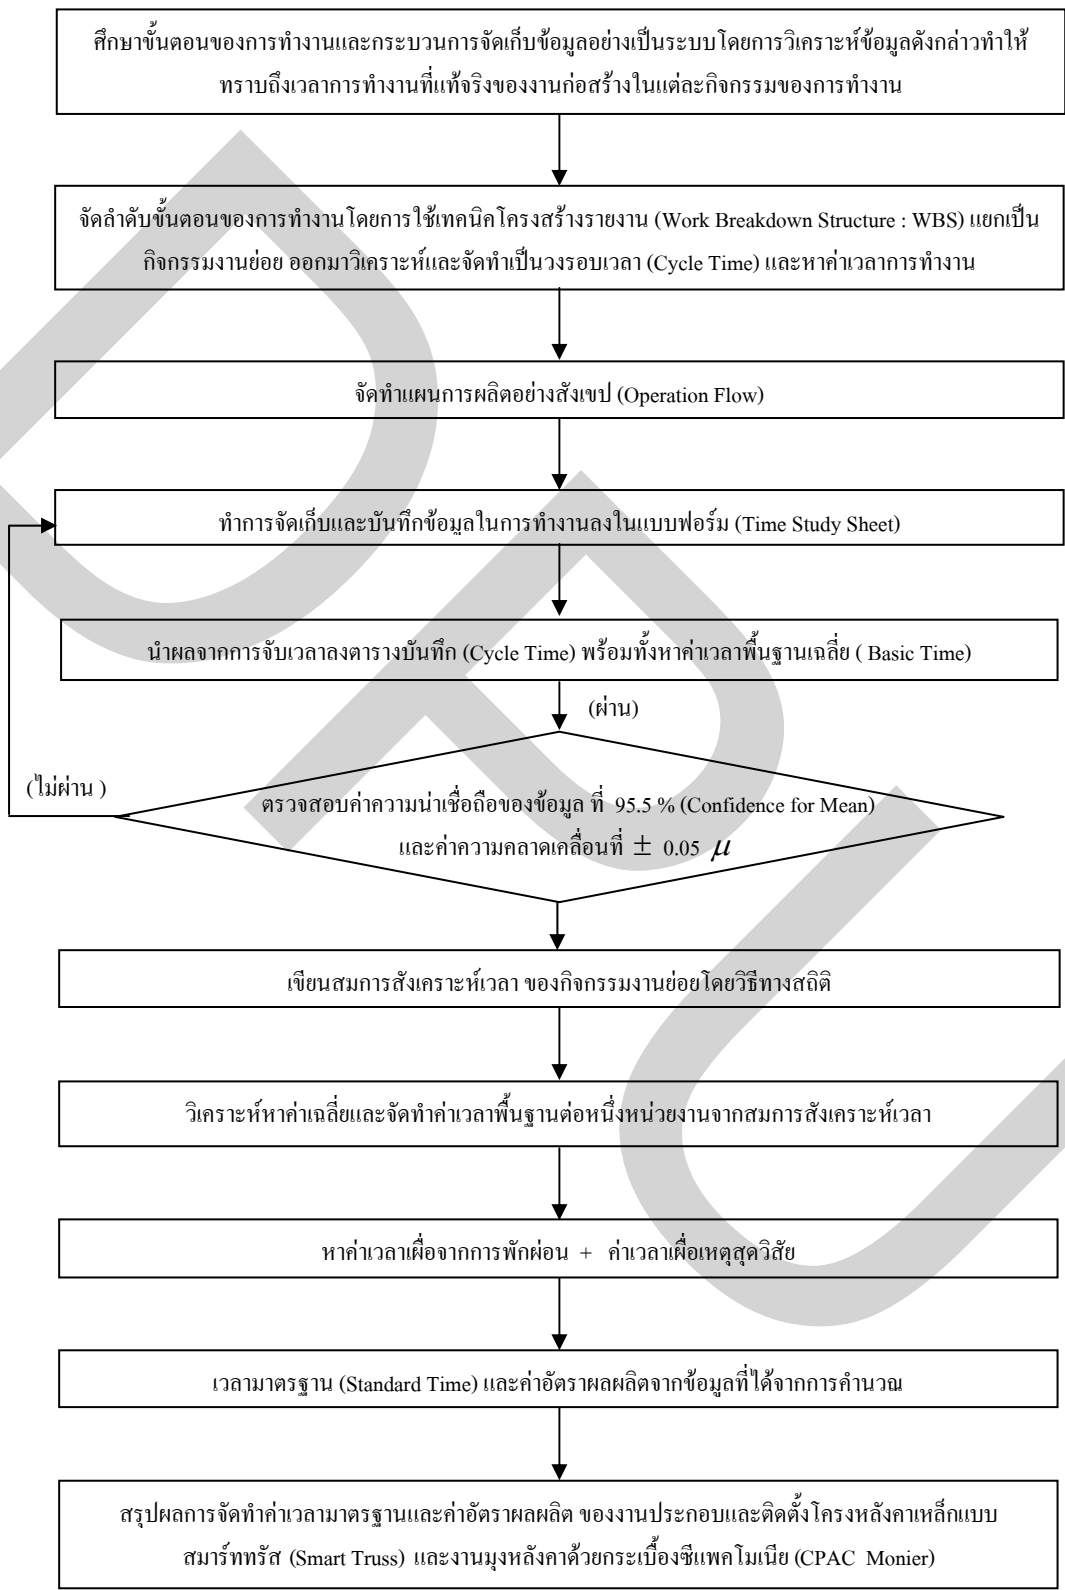 ศึกษาขั้นตอนของการทำงานและกระบวนการจัดเก็บข้อมูลอย่างเป็นระบบโดยการวิเคราะห์ข้อมูลดังกล่าวทำให้
ทราบถึงเวลาการทำงานที่แท้จริงของงานก่อสร้างในแต่ละกิจกรรมของการทำงาน
จัดลำดับขั้นตอนของการทำงานโดยการใช้เทคนิคโครงสร้างรายงาน (Work Breakdown Structure : WBS) แยกเป็น
กิจกรรมงานย่อย ออกมาวิเคราะห์และจัดทำเป็นวงรอบเวลา (Cycle Time) และหาค่าเวลาการทำงาน
จัดทำแผนการผลิตอย่างสังเขป (Operation Flow)
ทำการจัดเก็บและบันทึกข้อมูลในการทำงานลงในแบบฟอร์ม (Time Study Sheet)
นำผลจากการจับเวลาลงตารางบันทึก (Cycle Time) พร้อมทั้งหาค่าเวลาพื้นฐานเฉลี่ย ( Basic Time)
(ผ่าน)
(ไม่ผ่าน )
ตรวจสอบค่าความน่าเชื่อถือของข้อมูล ที่ 95.5 % (Confidence for Mean)
และค่าความคลาดเคลื่อนที่ ± 0.05 μ
เขียนสมการสังเคราะห์เวลา ของกิจกรรมงานย่อยโดยวิธีทางสถิติ
วิเคราะห์หาค่าเฉลี่ยและจัดทำค่าเวลาพื้นฐานต่อหนึ่งหน่วยงานจากสมการสังเคราะห์เวลา
หาค่าเวลาเผื่อจากการพักผ่อน + ค่าเวลาเผื่อเหตุสุดวิสัย
เวลามาตรฐาน (Standard Time) และค่าอัตราผลผลิตจากข้อมูลที่ได้จากการคำนวณ
สรุปผลการจัดทำค่าเวลามาตรฐานและค่าอัตราผลผลิต ของงานประกอบและติดตั้งโครงหลังคาเหล็กแบบ
สมาร์ททรัส (Smart Truss) และงานมุงหลังคาด้วยกระเบื้องซีแพคโมเนีย (CPAC Monier)
DPU